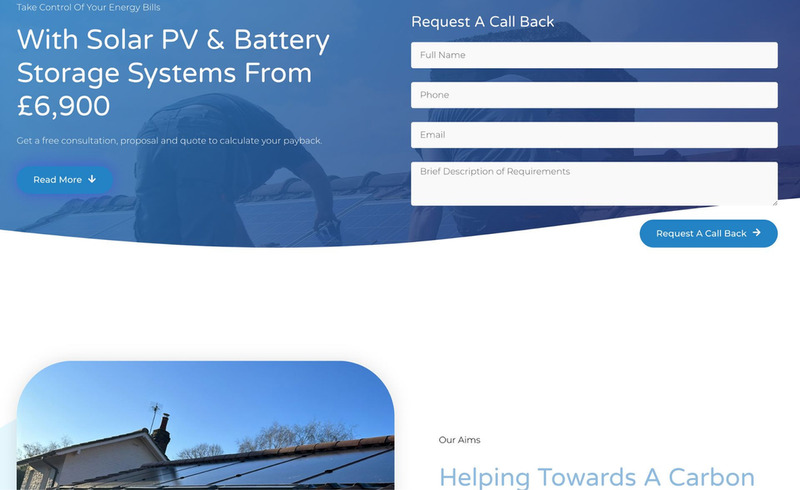 Take Control Of Your Energy Bills
With Solar PV & Battery
Storage Systems From
£6,900
Get a free consultation, proposal and quote to calculate your payback.
Read More
Request A Call Back
Full Name
Phone
Email
Brief Description of Requirements
Request A Call Back
Our Aims
Helping Towards A Carbon